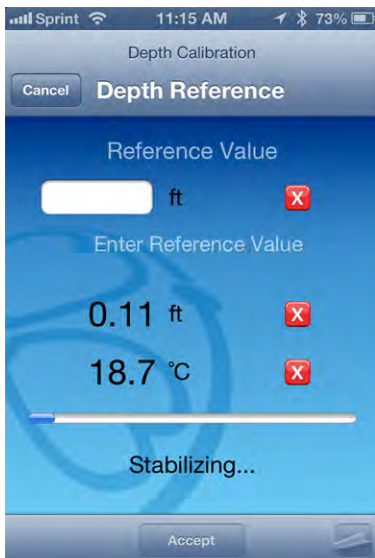 Sprint 11:15 AM 73%
Depth Calibration
Cancel Depth Reference
Reference Value
ft X
Enter Reference Value
0.11 ft X
18.7 °C X
Stabilizing...
Accept